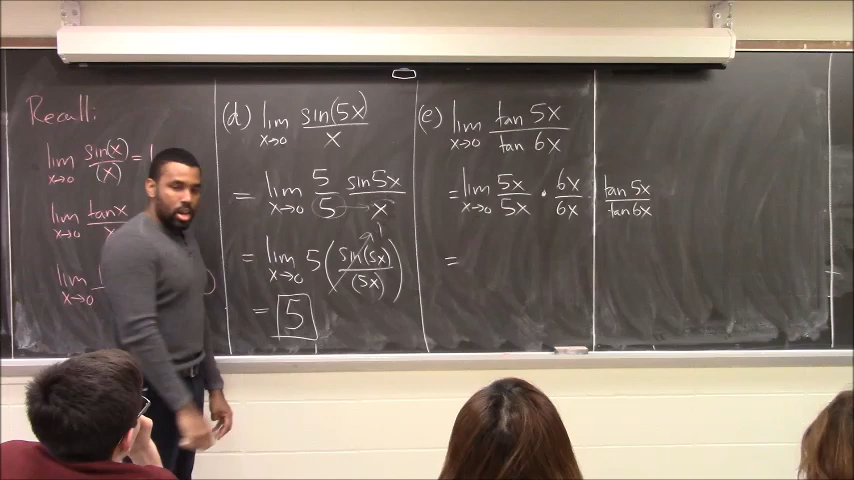 Recall:
lim x→0 sin(x)/(x) = 1
lim x→0 tanx/x
lim x→0
(d) lim x→0 sin(5x)/x
= lim x→0 5/5 sin5x/x
= lim x→0 5(sin(5x)/(5x)) 1
= 5
(e) lim x→0 tan 5x/tan 6x
= lim x→0 5x/5x · 6x/6x tan 5x/tan 6x
=